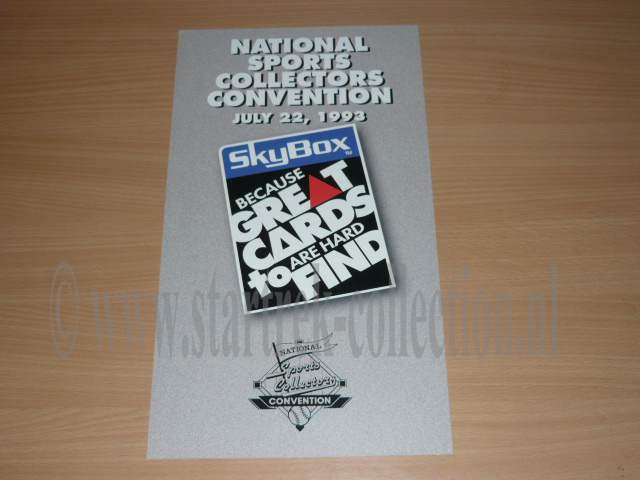 NATIONAL
SPORTS
COLLECTORS
CONVENTION
JULY 22, 1993
SkyBox™
BECAUSE
GREAT
CARDS
ARE HARD
to FIND
© www.startrek-collection.nl
NATIONAL
Sports
Collectors
CONVENTION